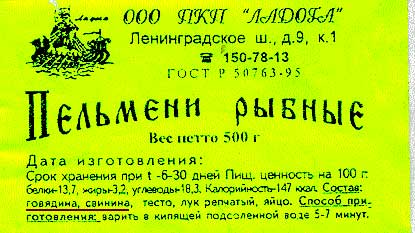 Ладога
ООО ПКП "ЛАДОГА"
Ленинградское ш., д.9, к.1
☎ 150-78-13
ГОСТ Р 50763-95
Пельмени рыбные
Вес нетто 500 г
Дата изготовления:
Срок хранения при t -6-30 дней Пищ. ценность на 100 г:
белки-13,7, жиры-3,2, углеводы-18,3. Калорийность-147 ккал. Состав:
говядина, свинина, тесто, лук репчатый, яйцо. Способ при-
готовления: варить в кипящей подсоленной воде 5-7 минут.